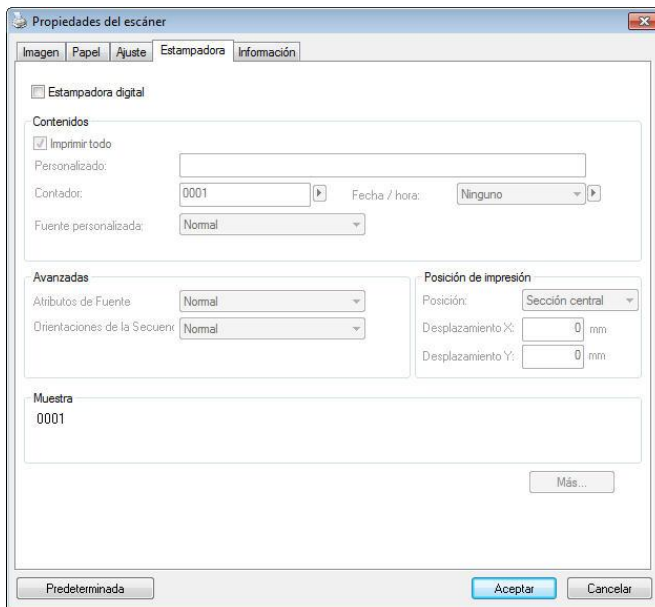 Propiedades del escáner
Imagen Papel Ajuste Estampadora Información
Estampadora digital
Contenidos
Imprimir todo
Personalizado:
Contador: 0001 Fecha / hora: Ninguno
Fuente personalizada: Normal
Avanzadas
Atributos de Fuente Normal
Orientaciones de la Secuenc Normal
Posición de impresión
Posición: Sección central
Desplazamiento X: 0 mm
Desplazamiento Y: 0 mm
Muestra
0001
Más...
Predeterminada Aceptar Cancelar